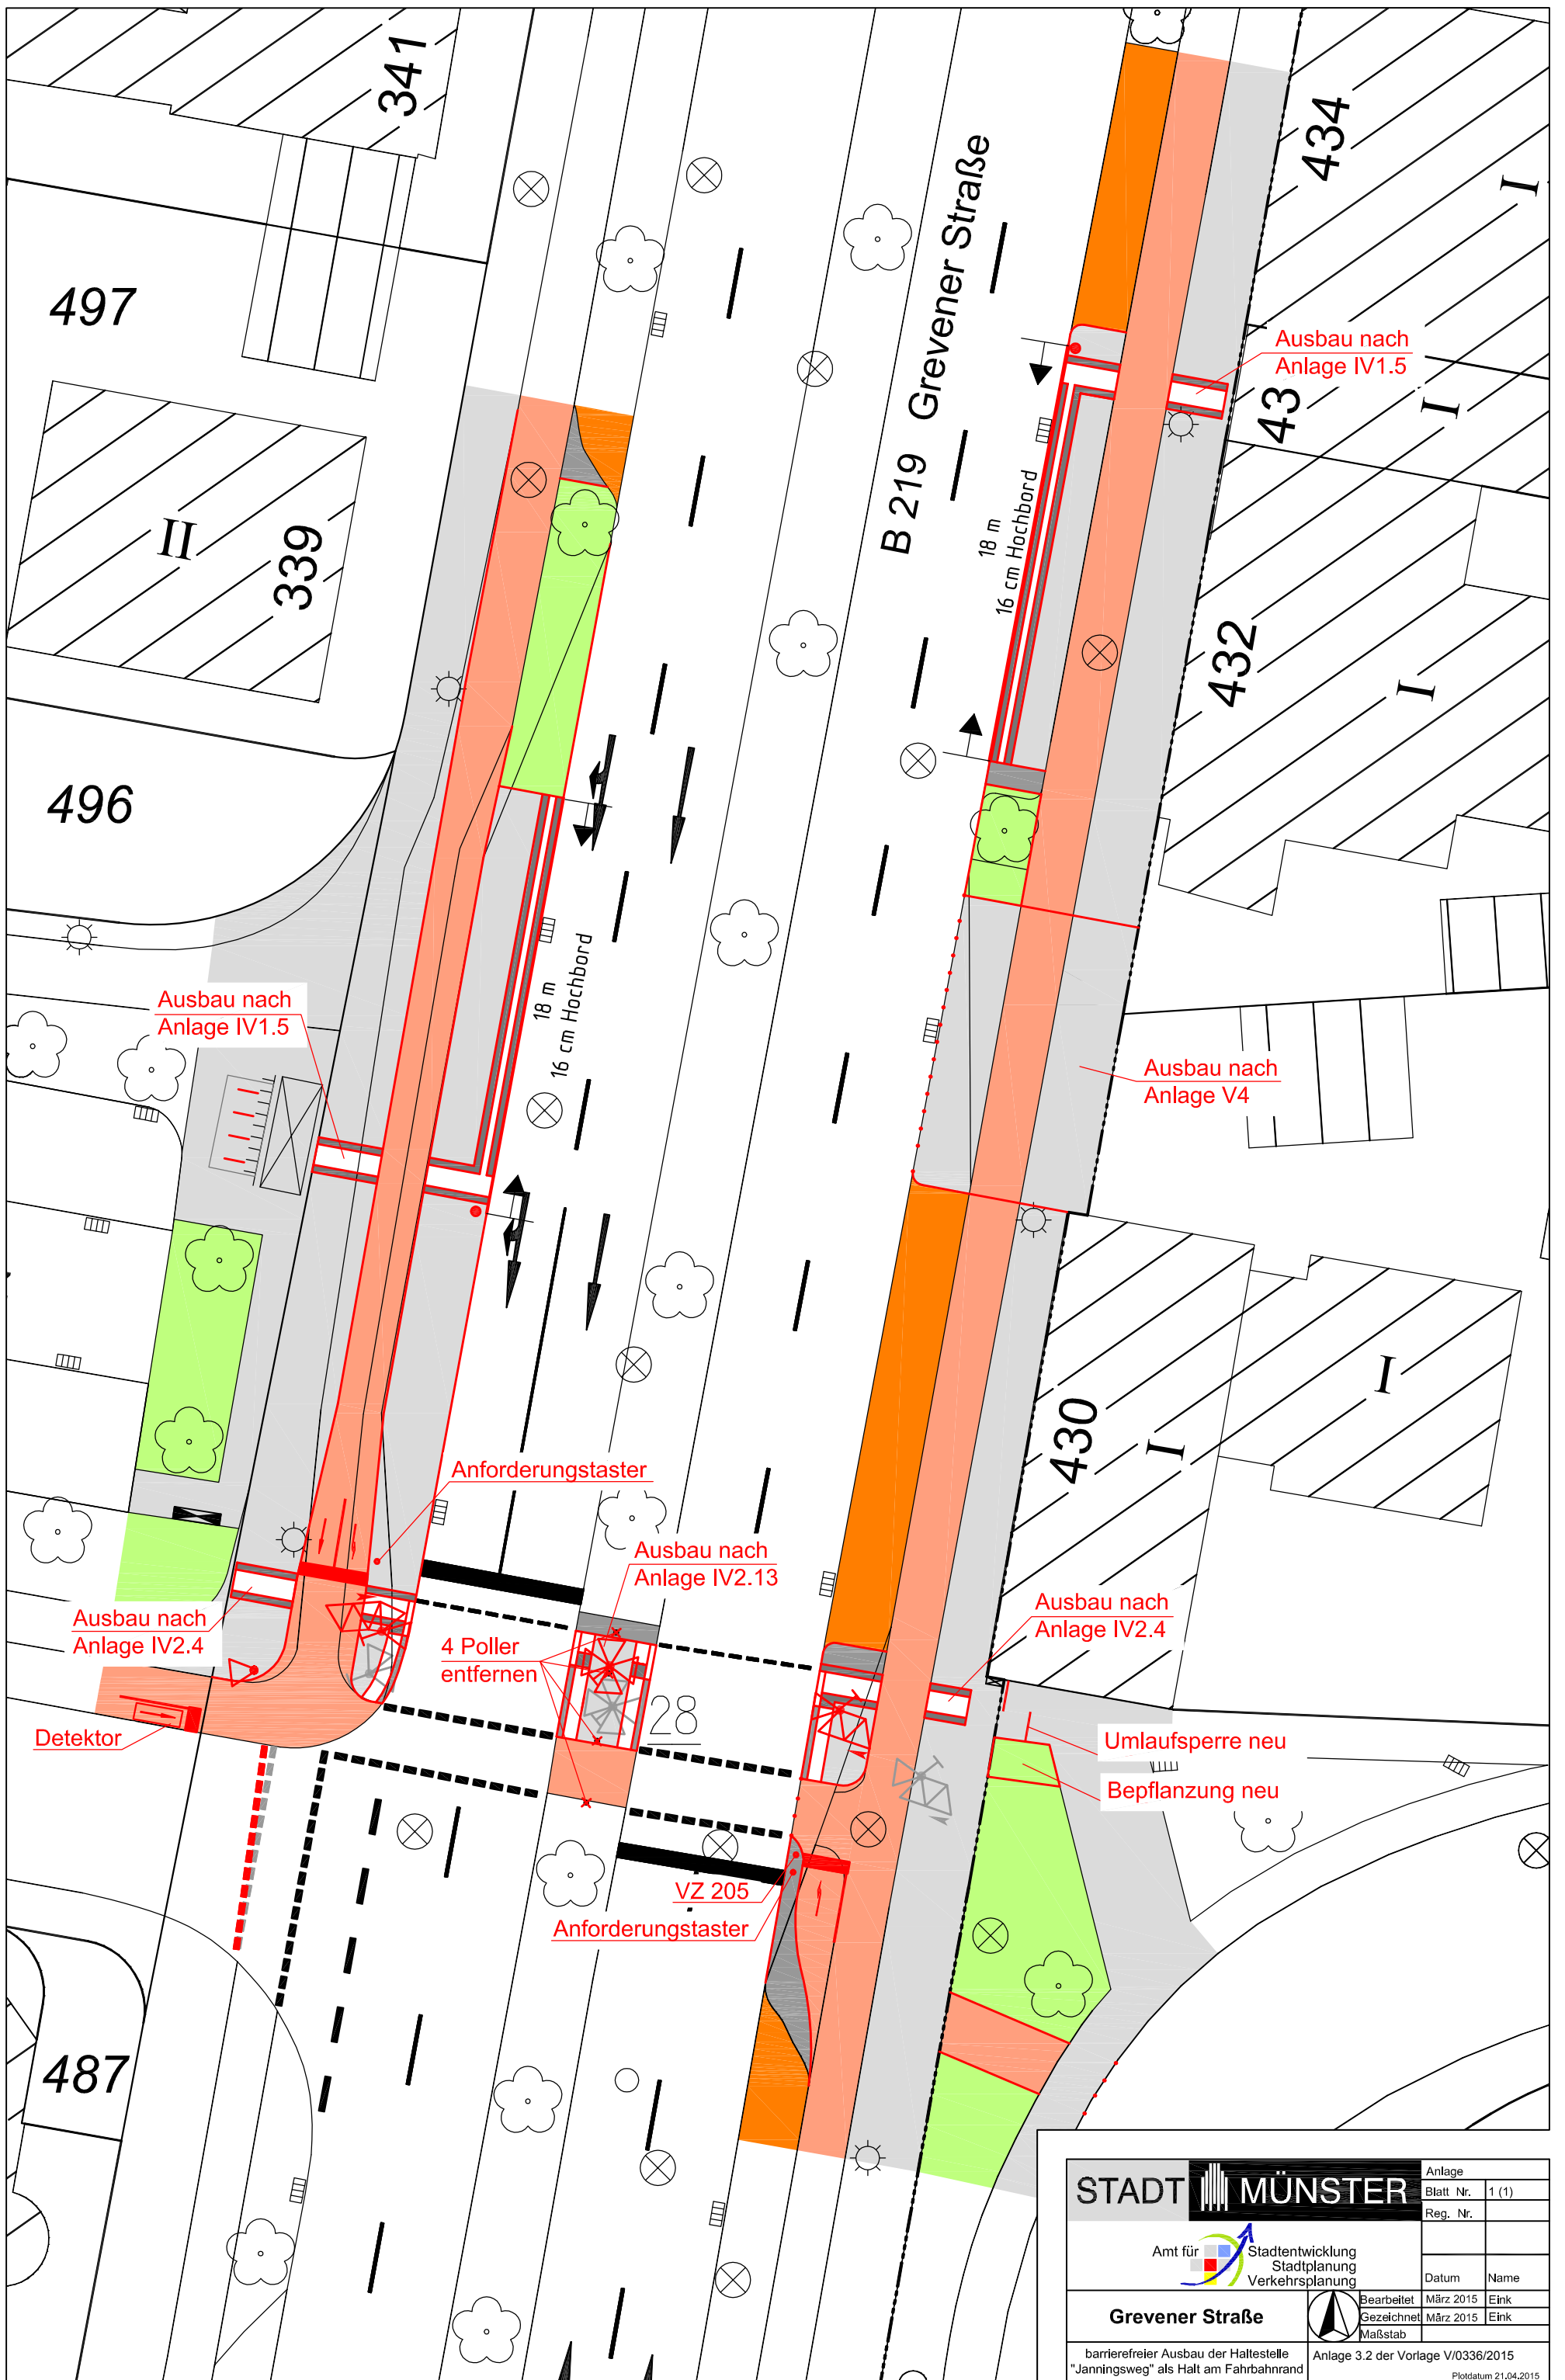 341
434
I
497
B 219 Grevener Straße
Ausbau nach
Anlage IV1.5
43
I
18 m
16 cm Hochbord
II
339
432
I
496
18 m
16 cm Hochbord
Ausbau nach
Anlage IV1.5
Ausbau nach
Anlage V4
I
430
I
Anforderungstaster
Ausbau nach
Anlage IV2.13
Ausbau nach
Anlage IV2.4
Ausbau nach
Anlage IV2.4
4 Poller
entfernen
28
Detektor
Umlaufsperre neu
Bepflanzung neu
VZ 205
Anforderungstaster
487
STADT MÜNSTER
Anlage
Blatt Nr. 1 (1)
Reg. Nr.
Amt für Stadtentwicklung
Stadtplanung
Verkehrsplanung
Datum Name
Grevener Straße
Bearbeitet März 2015 Eink
Gezeichnet März 2015 Eink
Maßstab
barrierefreier Ausbau der Haltestelle
"Janningsweg" als Halt am Fahrbahnrand
Anlage 3.2 der Vorlage V/0336/2015
Plotdatum 21.04.2015